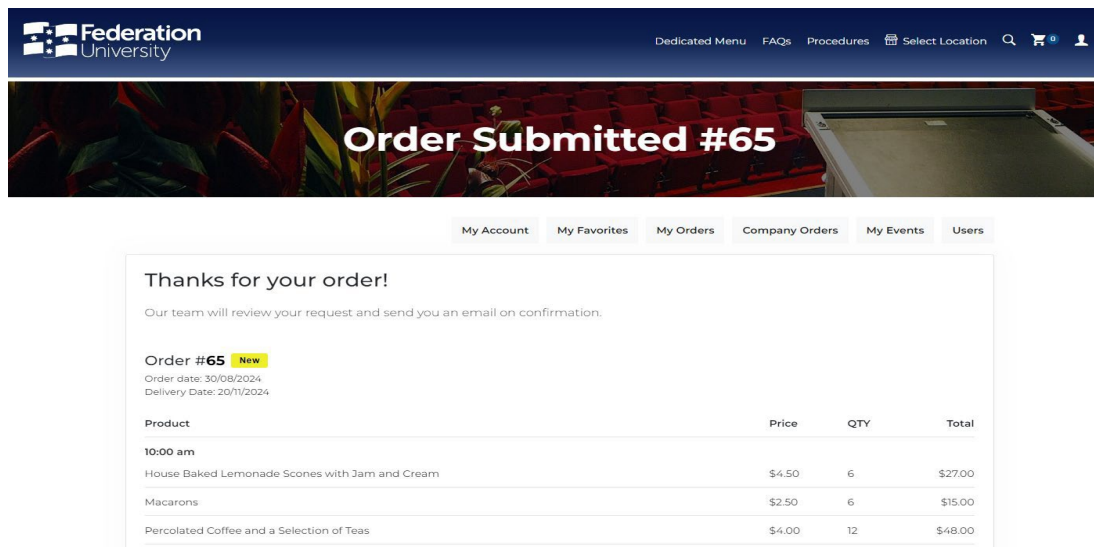 Federation
University
Dedicated Menu FAQs Procedures Select Location 0
Order Submitted #65
My Account My Favorites My Orders Company Orders My Events Users
Thanks for your order!
Our team will review your request and send you an email on confirmation.
Order #65 New
Order date: 30/08/2024
Delivery Date: 20/11/2024
Product Price QTY Total
10:00 am
House Baked Lemonade Scones with Jam and Cream $4.50 6 $27.00
Macarons $2.50 6 $15.00
Percolated Coffee and a Selection of Teas $4.00 12 $48.00